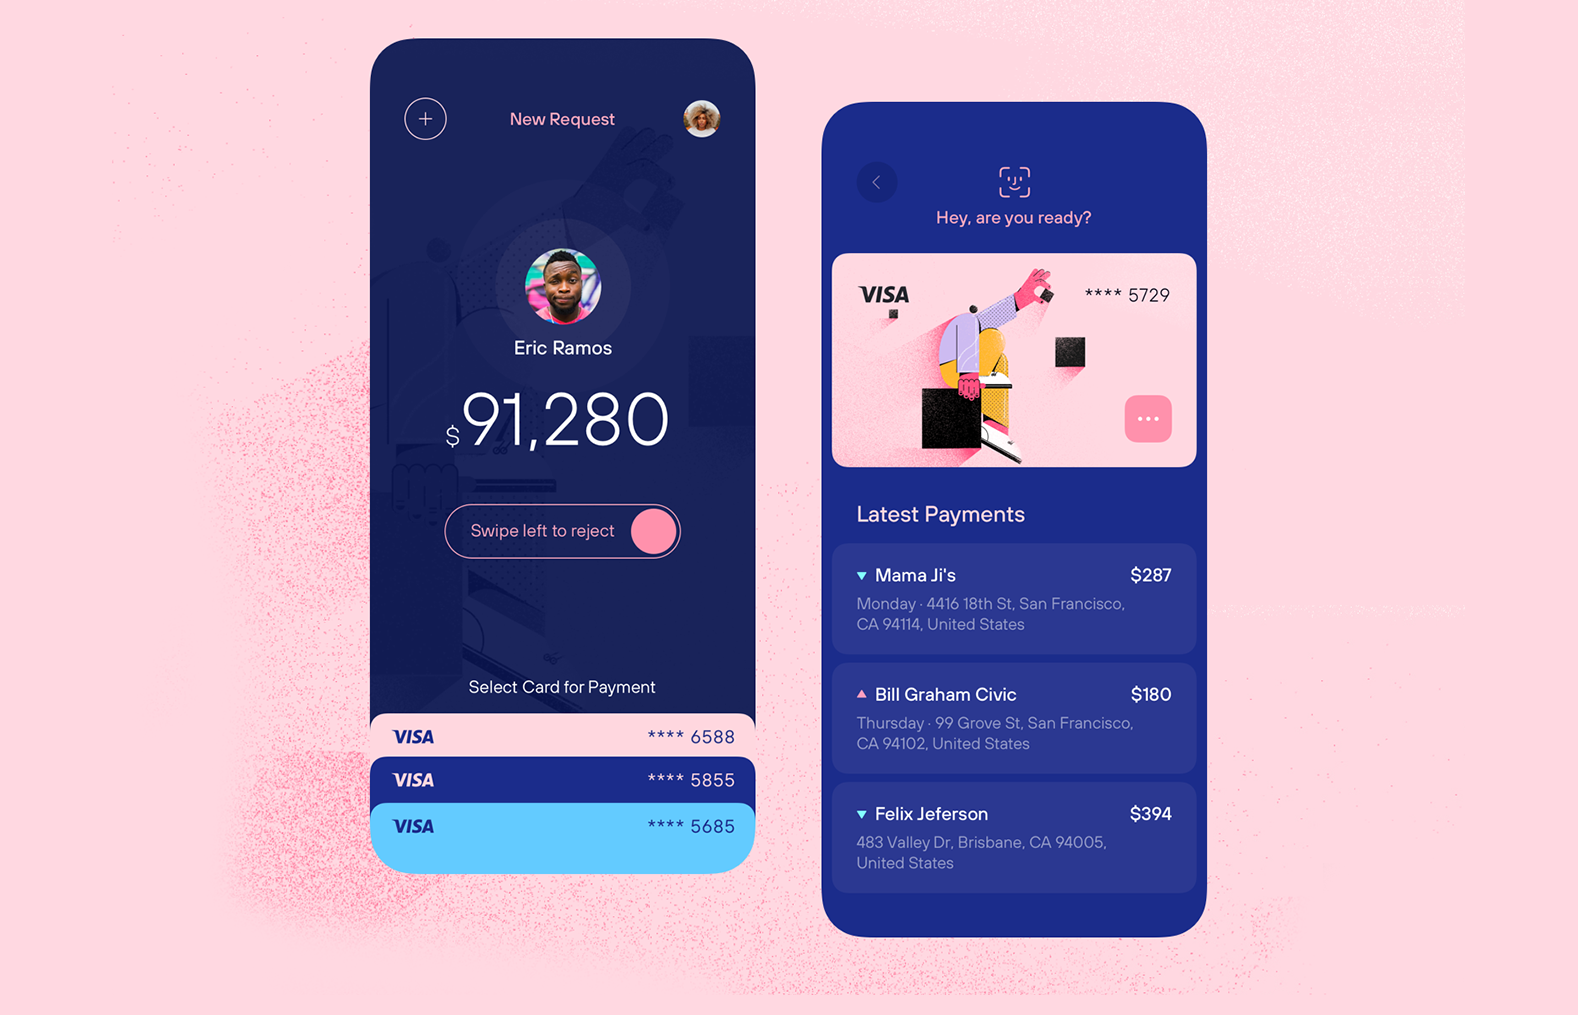 New Request
Eric Ramos
$91,280
Swipe left to reject
Select Card for Payment
VISA **** 6588
VISA **** 5855
VISA **** 5685
Hey, are you ready?
VISA **** 5729
Latest Payments
Mama Ji's $287
Monday · 4416 18th St, San Francisco,
CA 94114, United States
Bill Graham Civic $180
Thursday · 99 Grove St, San Francisco,
CA 94102, United States
Felix Jeferson $394
483 Valley Dr, Brisbane, CA 94005,
United States